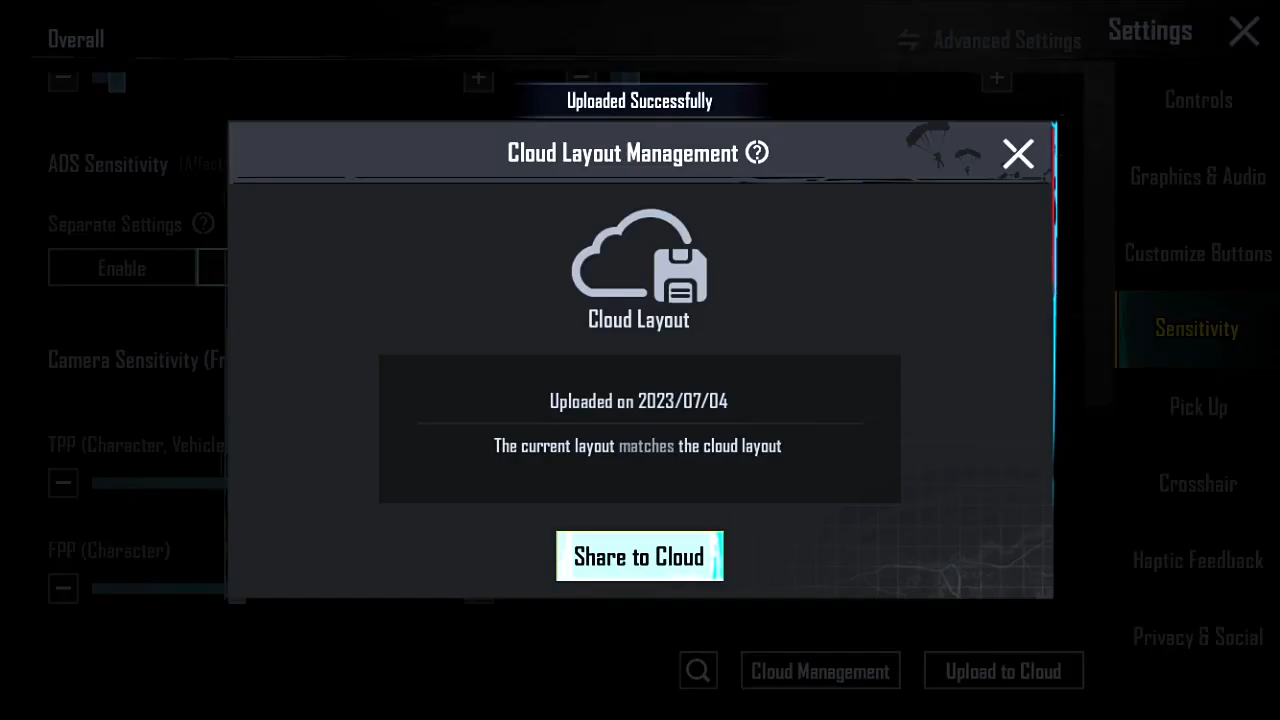 Overall
Advanced Settings
Settings
Uploaded Successfully
Controls
Cloud Layout Management
ADS Sensitivity (Affect
Graphics & Audio
Separate Settings
Customize Buttons
Enable
Cloud Layout
Sensitivity
Camera Sensitivity (Fr
Uploaded on 2023/07/04
Pick Up
The current layout matches the cloud layout
TPP (Character, Vehicle
Crosshair
FPP (Character)
Share to Cloud
Haptic Feedback
Privacy & Social
Cloud Management
Upload to Cloud